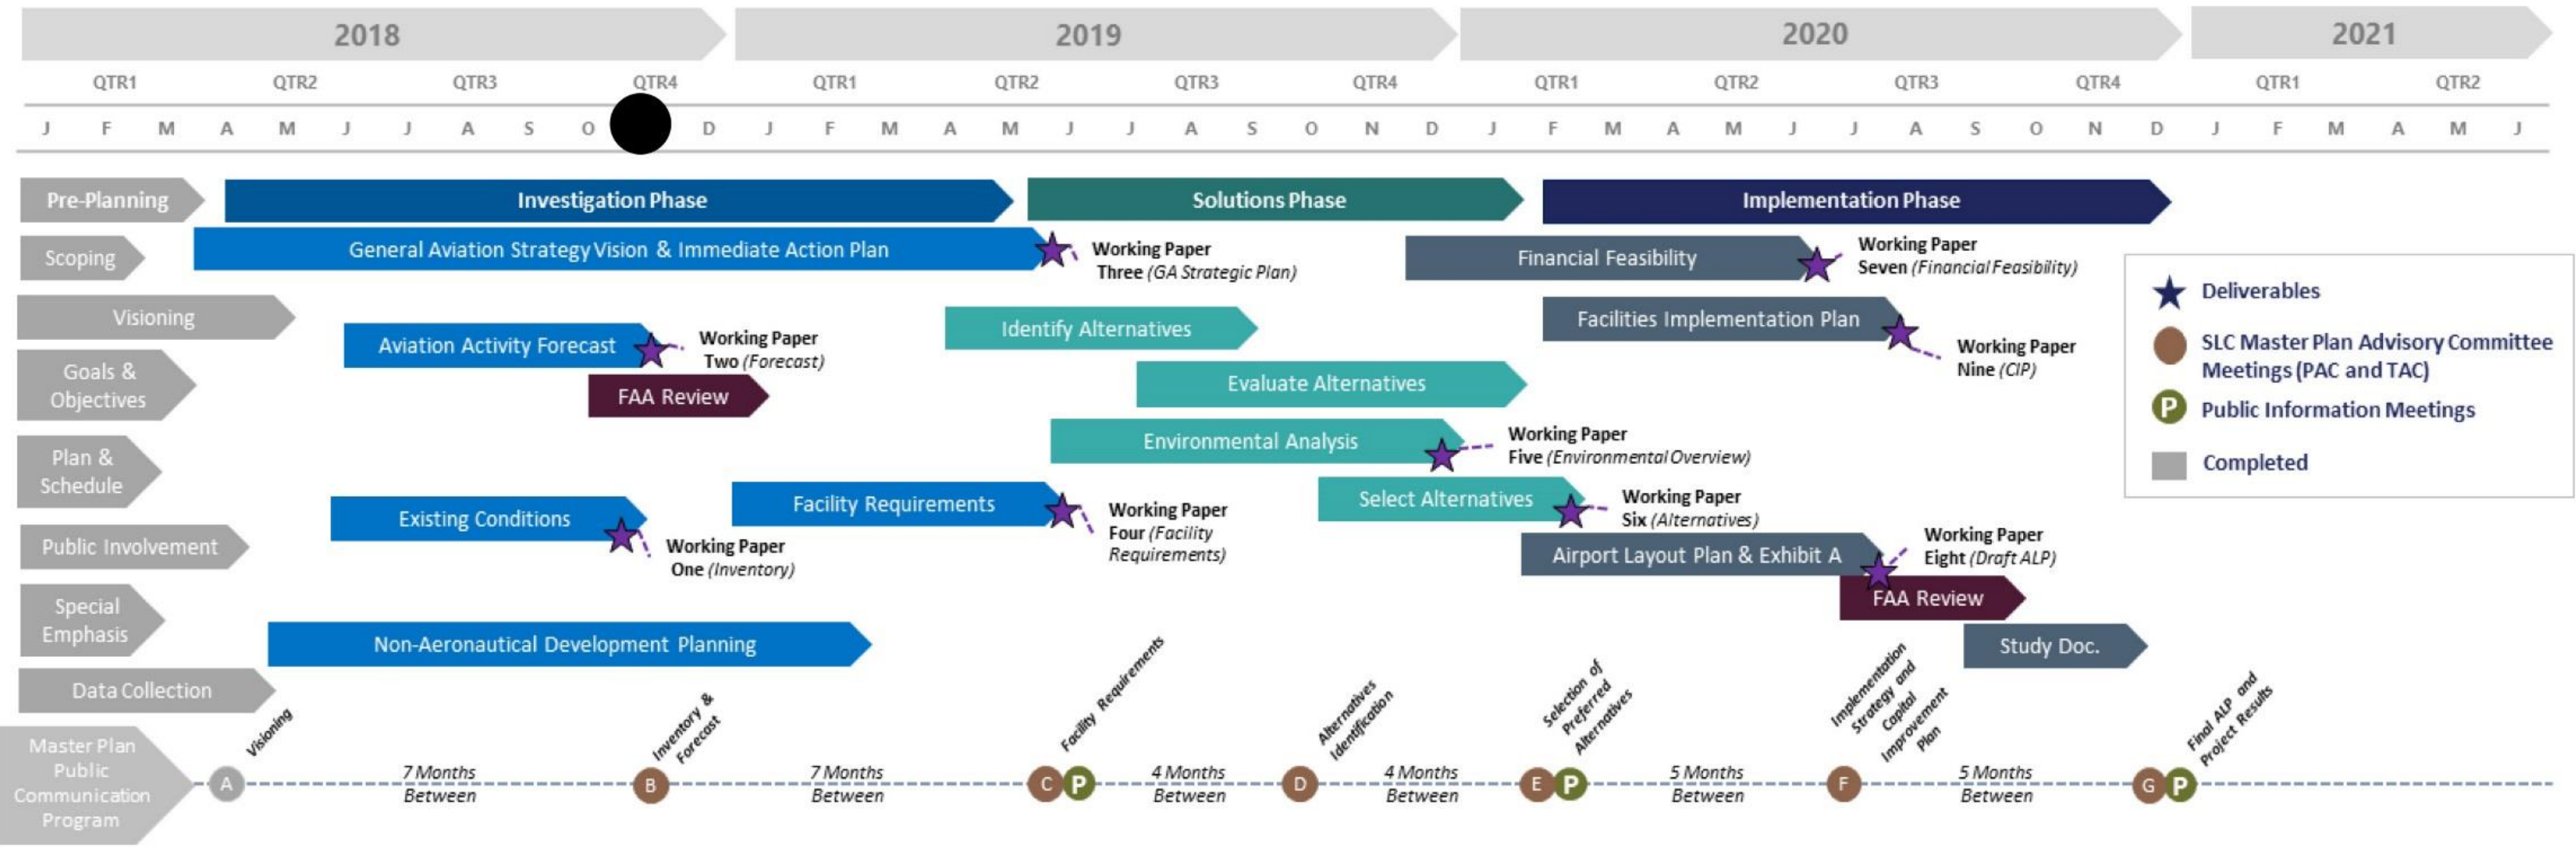 2018 2019 2020 2021
QTR1 QTR2 QTR3 QTR4 QTR1 QTR2 QTR3 QTR4 QTR1 QTR2 QTR3 QTR4 QTR1 QTR2
J F M A M J J A S O D J F M A M J J A S O N D J F M A M J J A S O N D J F M A M J
Pre-Planning
Investigation Phase
Solutions Phase
Implementation Phase
Scoping
General Aviation Strategy Vision & Immediate Action Plan
Working Paper
Three (GA Strategic Plan)
Financial Feasibility
Working Paper
Seven (Financial Feasibility)
Visioning
Aviation Activity Forecast
Working Paper
Two (Forecast)
Identify Alternatives
Facilities Implementation Plan
Working Paper
Nine (CIP)
Goals &
Objectives
FAA Review
Evaluate Alternatives
Plan &
Schedule
Environmental Analysis
Working Paper
Five (Environmental Overview)
Existing Conditions
Working Paper
One (Inventory)
Facility Requirements
Working Paper
Four (Facility
Requirements)
Select Alternatives
Working Paper
Six (Alternatives)
Public Involvement
Airport Layout Plan & Exhibit A
Working Paper
Eight (Draft ALP)
Special
Emphasis
FAA Review
Non-Aeronautical Development Planning
Study Doc.
Data Collection
Deliverables
SLC Master Plan Advisory Committee
Meetings (PAC and TAC)
P
Public Information Meetings
Completed
Master Plan
Public
Communication
Program
Visioning
A
7 Months
Between
Inventory &
Forecast
B
7 Months
Between
Facility Requirements
C P
4 Months
Between
Alternatives
Identification
D
4 Months
Between
Selection of
Preferred
Alternatives
E P
5 Months
Between
Implementation
Strategy and
Capital
Improvement
Plan
F
5 Months
Between
Final ALP and
Project Results
G P